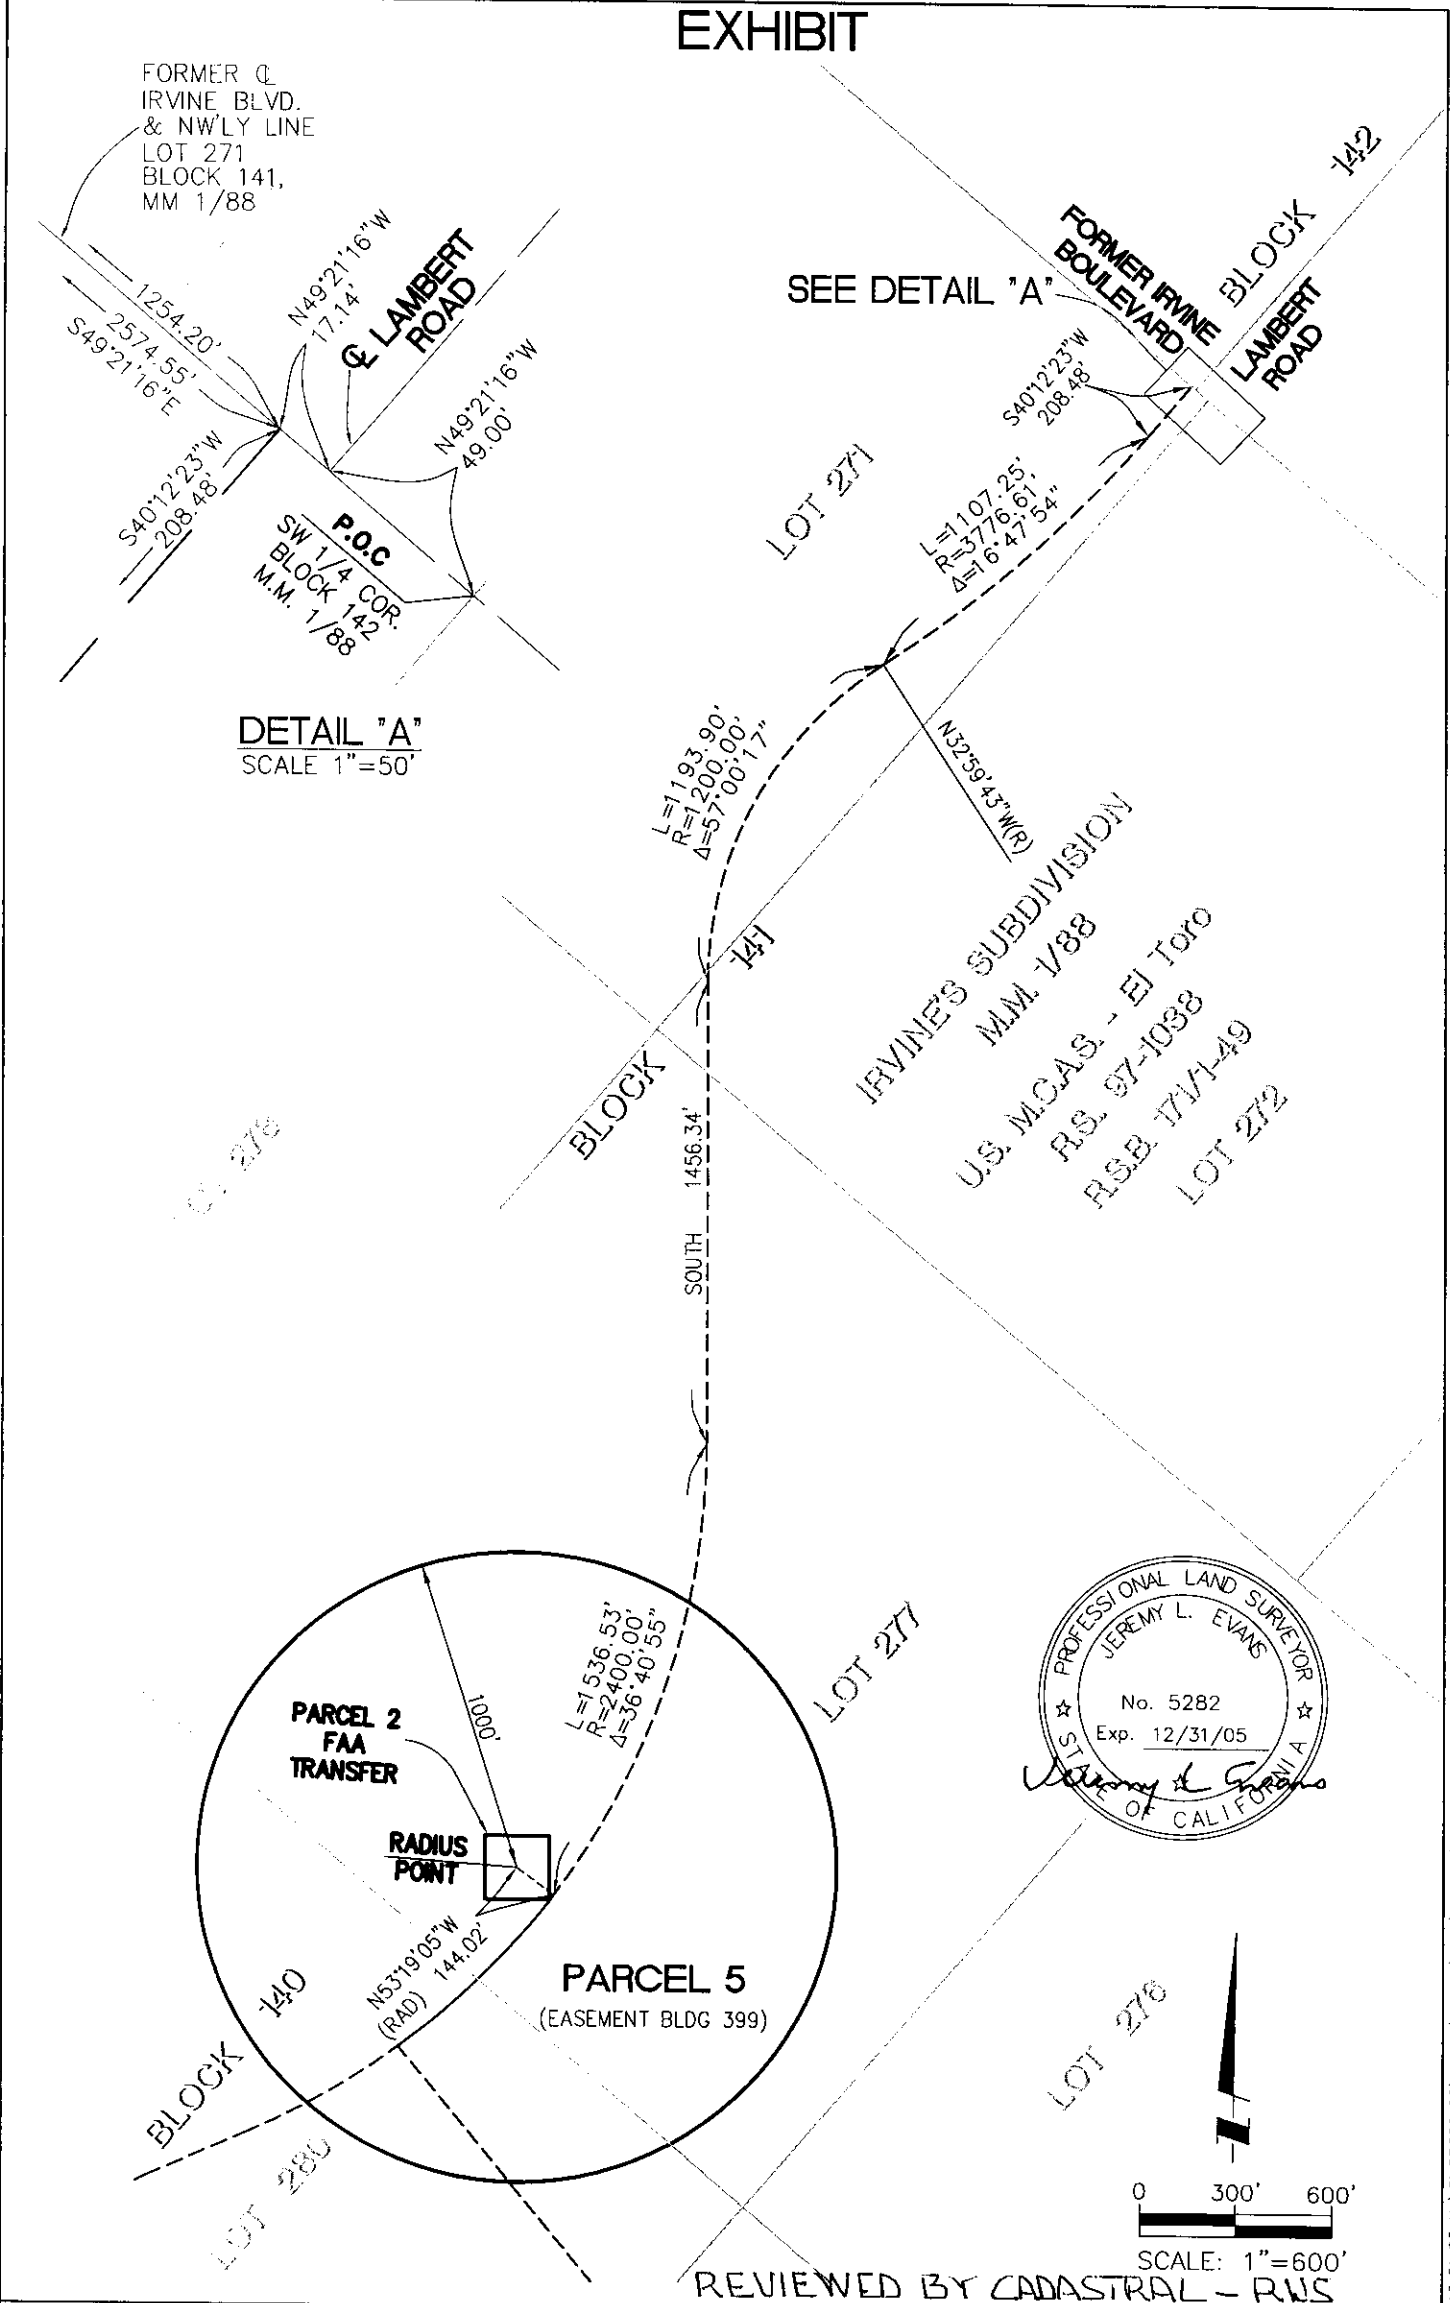 EXHIBIT
FORMER ℄
IRVINE BLVD.
& NW'LY LINE
LOT 271
BLOCK 141,
MM 1/88
1254.20'
2574.55'
S49°21'16"E
N49°21'16"W
17.14'
℄ LAMBERT
ROAD
N49°21'16"W
49.00'
S40°12'23"W
208.48'
P.O.C
SW 1/4 COR.
BLOCK 142
M.M. 1/88
DETAIL "A"
SCALE 1"=50'
SEE DETAIL "A"
FORMER IRVINE
BOULEVARD
BLOCK 142
LAMBERT
ROAD
S40°12'23"W
208.48'
LOT 271
L=1107.25'
R=3776.61'
Δ=16°47'54"
L=1193.90'
R=1200.00'
Δ=57°00'17"
N32°59'43"W(R)
IRVINE'S SUBDIVISION
M.M. 1/88
U.S. M.C.A.S. - El Toro
R.S. 97-1038
R.S.B. 171/1-49
LOT 272
BLOCK 141
278
SOUTH 1456.34'
L=1536.53'
R=2400.00'
Δ=36°40'55"
LOT 277
1000'
PARCEL 2
FAA
TRANSFER
RADIUS
POINT
N53°19'05"W
(RAD) 144.02'
PARCEL 5
(EASEMENT BLDG 399)
BLOCK 140
LOT 280
LOT 276
PROFESSIONAL LAND SURVEYOR
JEREMY L. EVANS
No. 5282
Exp. 12/31/05
Jeremy L Evans
STATE OF CALIFORNIA
N
0 300' 600'
SCALE: 1"=600'
REVIEWED BY CADASTRAL - RWS